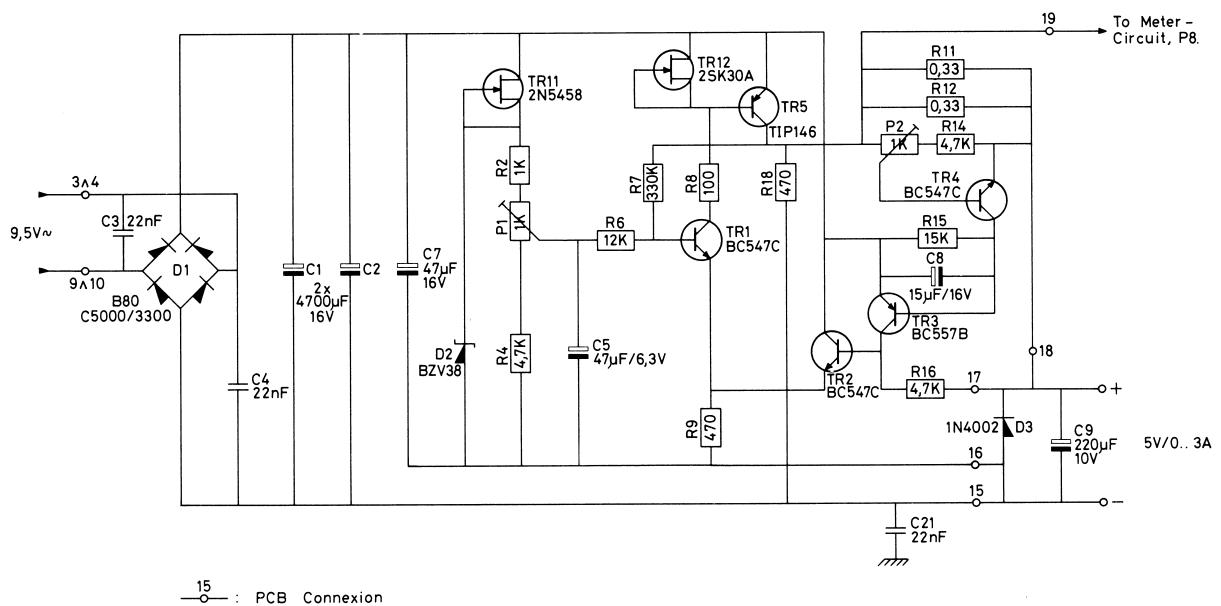 19
To Meter -
Circuit, P8.
R11
0,33
R12
0,33
TR11
2N5458
TR12
2SK30A
TR5
TIP146
P2
1K
R14
4,7K
TR4
BC547C
R2
1K
R7
330K
R8
100
R18
470
3∧4
C3 22nF
9,5V~
9∧10
D1
B80
C5000/3300
P1
1K
R6
12K
TR1
BC547C
R15
15K
C8
15µF/16V
C1
2x
4700µF
16V
C2
C7
47µF
16V
TR3
BC557B
D2
BZV38
R4
4,7K
C5
47µF/6,3V
TR2
BC547C
R16
4,7K
17
18
+
C4
22nF
R9
470
1N4002
D3
C9
220µF
10V
5V/0.. 3A
16
15
−
C21
22nF
15
: PCB Connexion